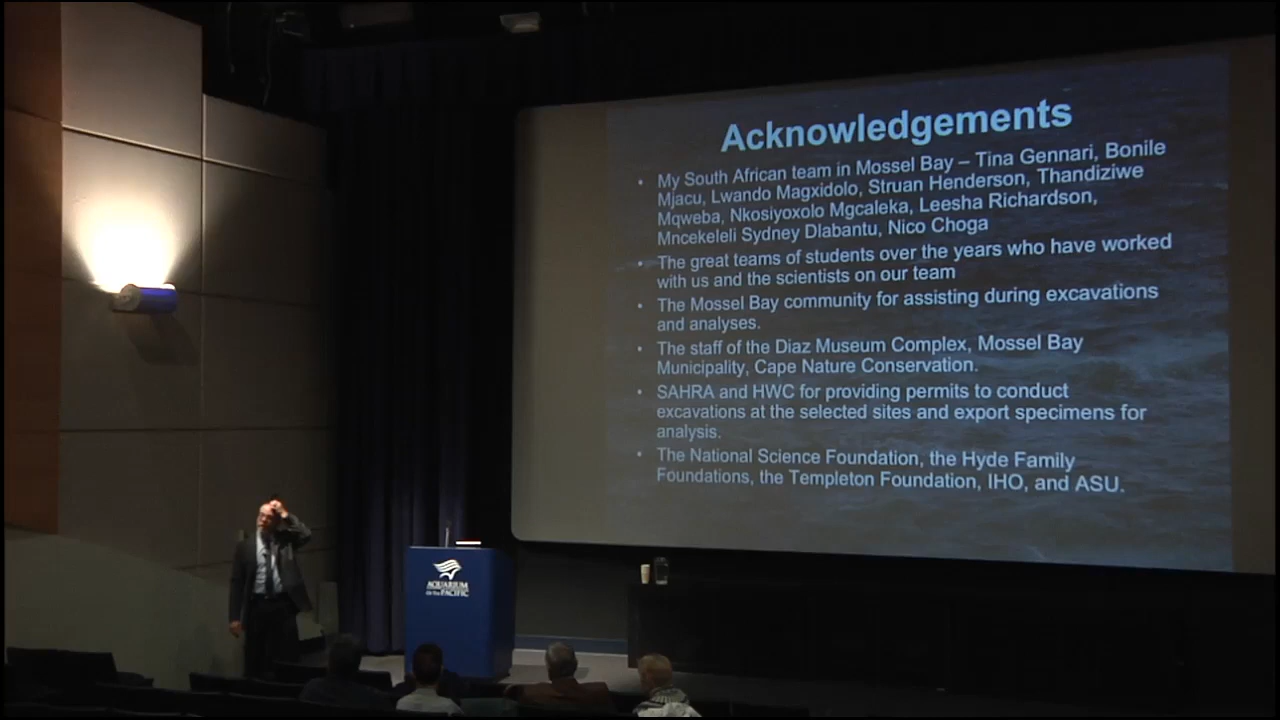 Acknowledgements
• My South African team in Mossel Bay – Tina Gennari, Bonile
Mjacu, Lwando Magxidolo, Struan Henderson, Thandiziwe
Mqweba, Nkosiyoxolo Mgcaleka, Leesha Richardson,
Mncekeleli Sydney Dlabantu, Nico Choga
• The great teams of students over the years who have worked
with us and the scientists on our team
• The Mossel Bay community for assisting during excavations
and analyses.
• The staff of the Diaz Museum Complex, Mossel Bay
Municipality, Cape Nature Conservation.
• SAHRA and HWC for providing permits to conduct
excavations at the selected sites and export specimens for
analysis.
• The National Science Foundation, the Hyde Family
Foundations, the Templeton Foundation, IHO, and ASU.
AQUARIUM
OF THE PACIFIC